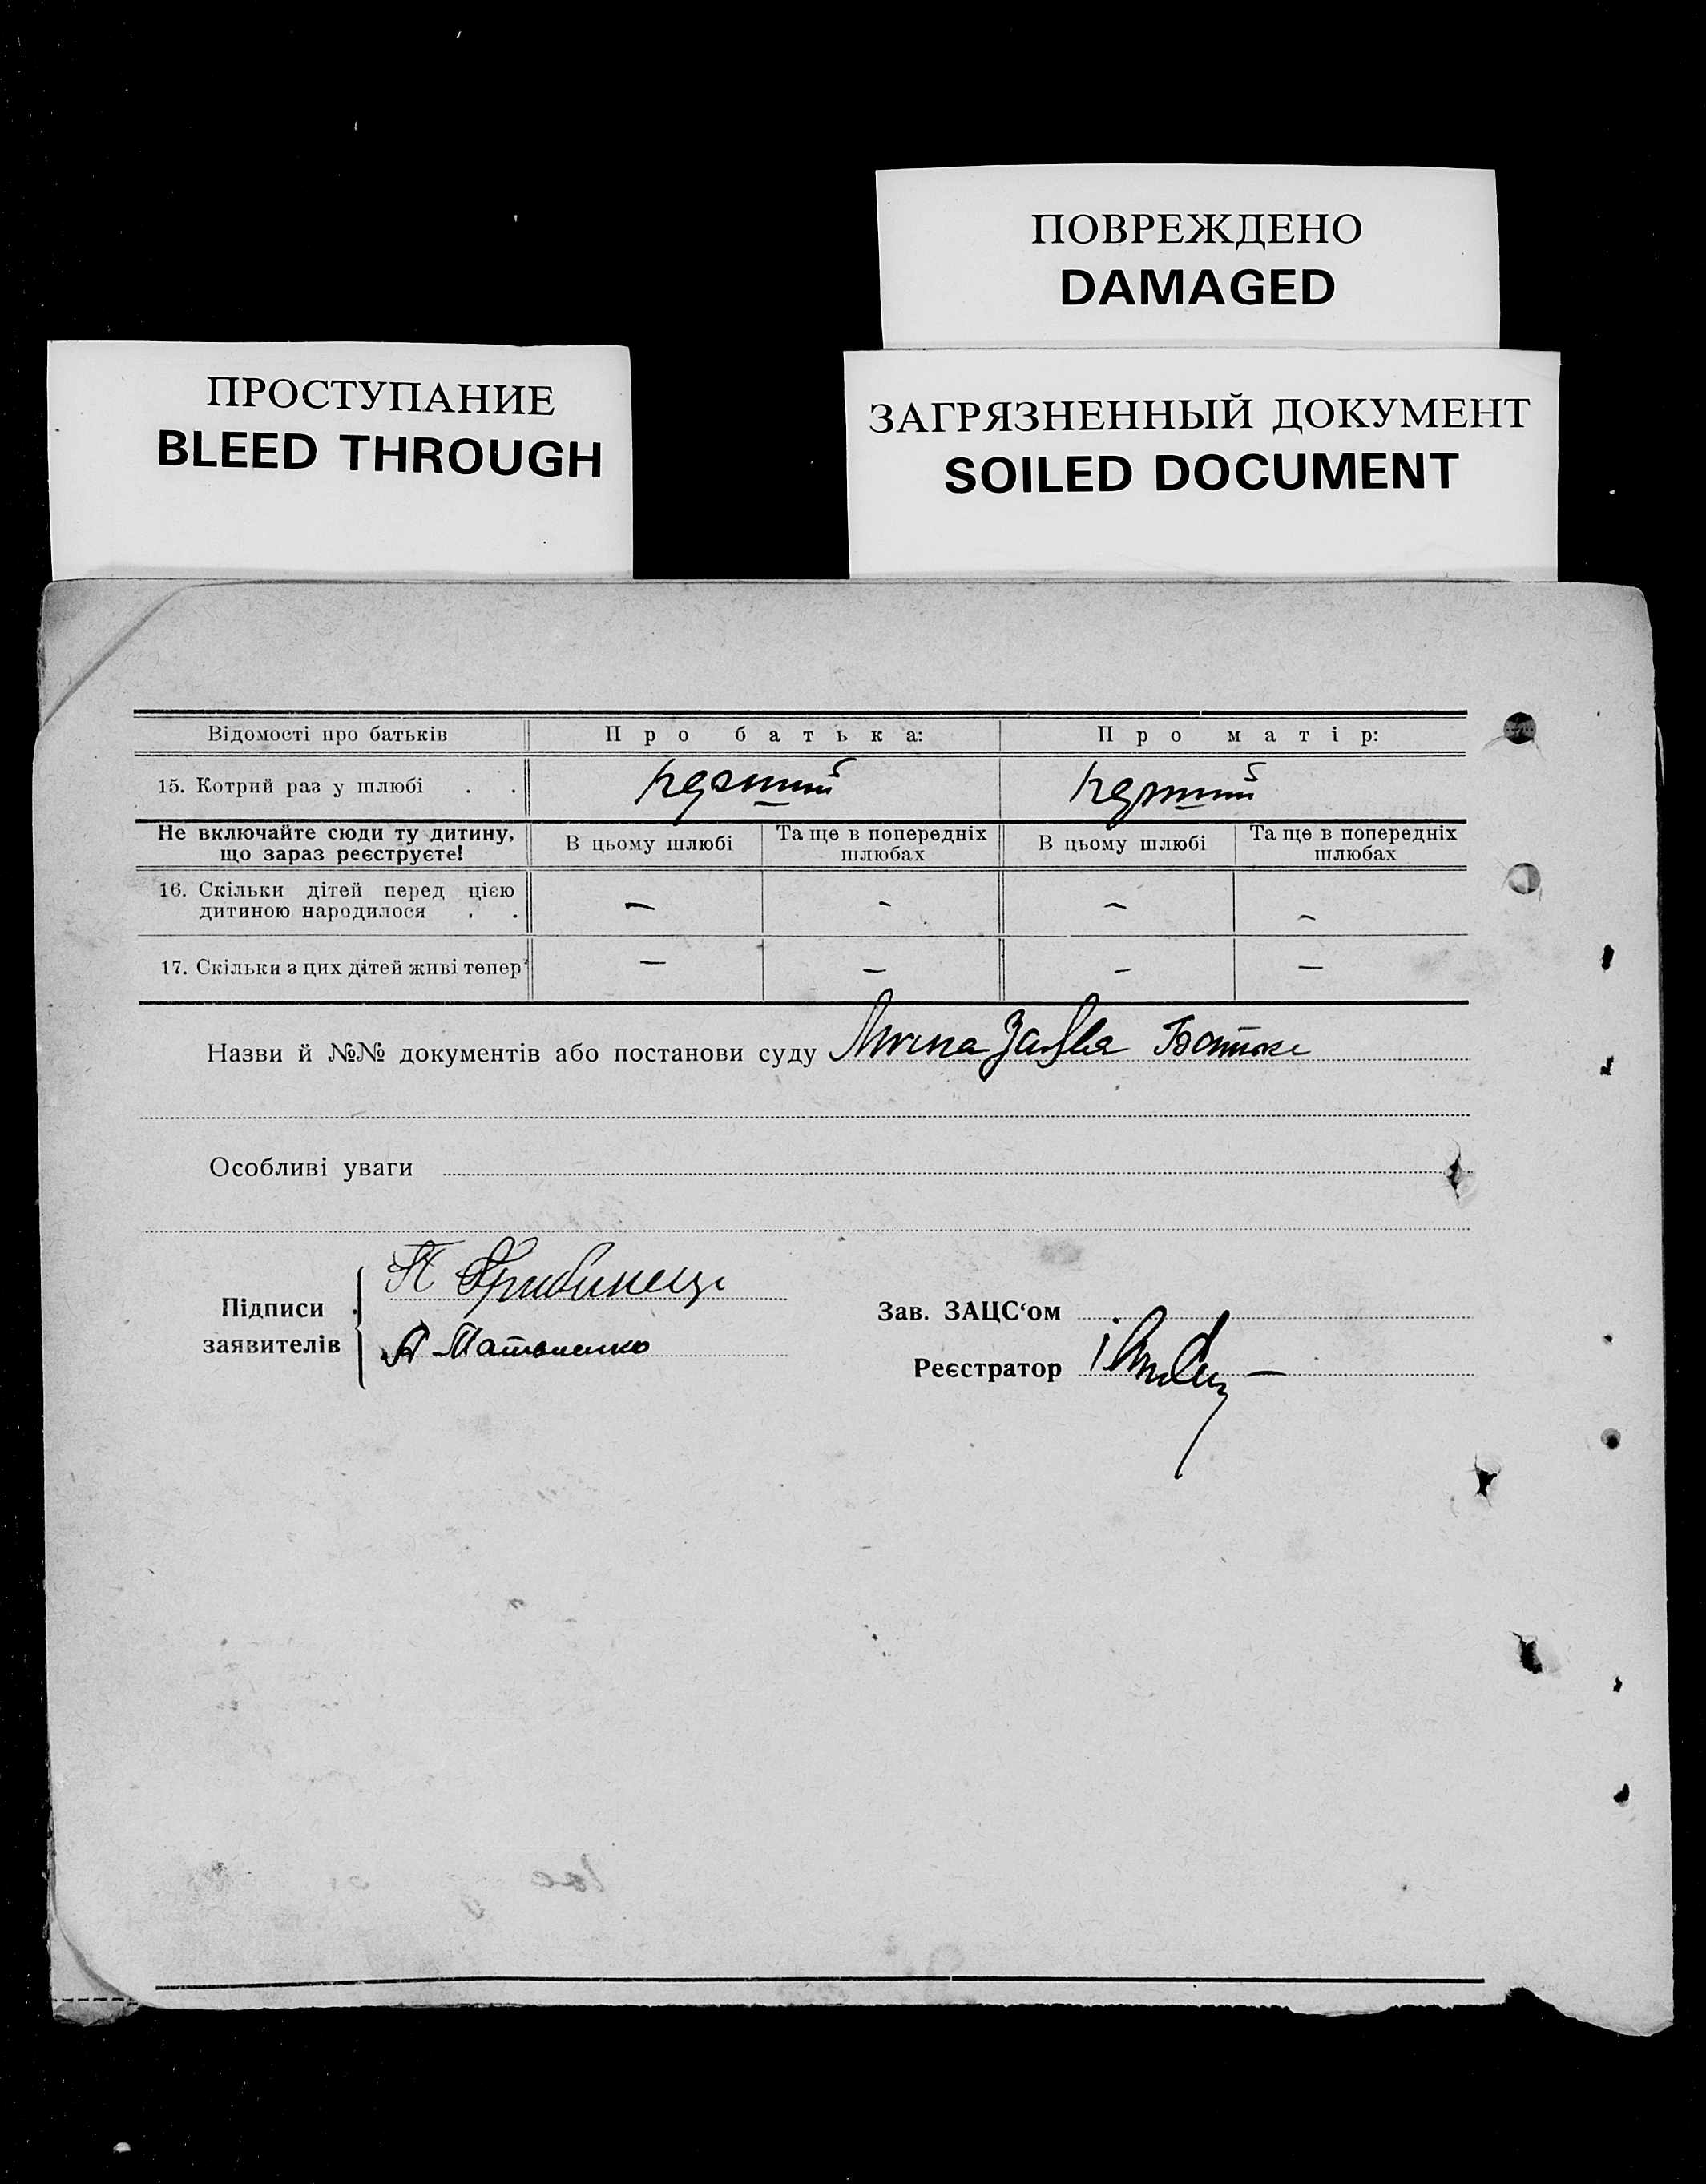 ПОВРЕЖДЕНО
DAMAGED
ПРОСТУПАНИЕ
BLEED THROUGH
ЗАГРЯЗНЕННЫЙ ДОКУМЕНТ
SOILED DOCUMENT
Відомості про батьків Про батька: Про матір:
15. Котрий раз у шлюбі . . перший перший
Не включайте сюди ту дитину, що зараз реєструєте!
В цьому шлюбі Та ще в попередніх шлюбах В цьому шлюбі Та ще в попередніх шлюбах
16. Скільки дітей перед цією
дитиною народилося . . — — — —
17. Скільки з цих дітей живі тепер — — — —
Назви й №№ документів або постанови суду Батька
Особливі уваги
Підписи
заявителів
П
Матвиенко
Зав. ЗАЦС‘ом
Реєстратор